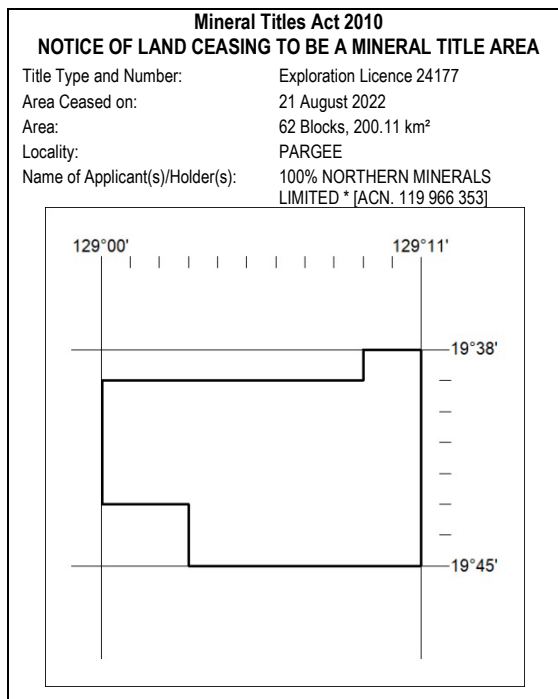 Mineral Titles Act 2010
NOTICE OF LAND CEASING TO BE A MINERAL TITLE AREA
Title Type and Number: Exploration Licence 24177
Area Ceased on: 21 August 2022
Area: 62 Blocks, 200.11 km²
Locality: PARGEE
Name of Applicant(s)/Holder(s): 100% NORTHERN MINERALS
LIMITED * [ACN. 119 966 353]
129°00' 129°11'
19°38'
19°45'